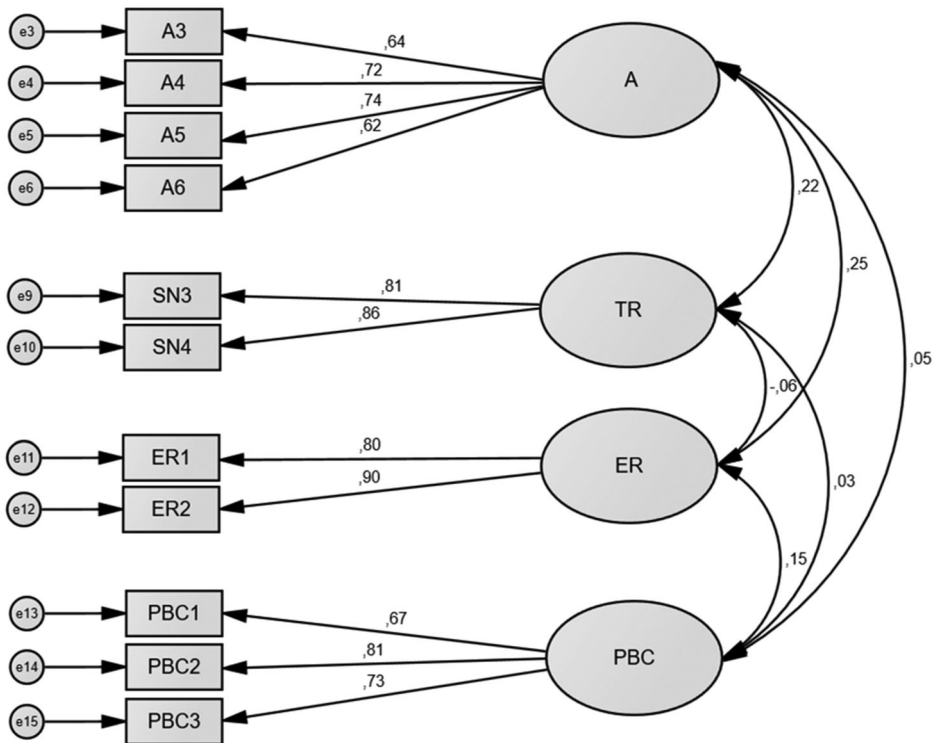 e3
A3
,64
A
e4
A4
,72
e5
A5
,74
e6
A6
,62
,22
,25
,05
e9
SN3
,81
TR
e10
SN4
,86
-,06
e11
ER1
,80
ER
e12
ER2
,90
,03
,15
e13
PBC1
,67
PBC
e14
PBC2
,81
e15
PBC3
,73